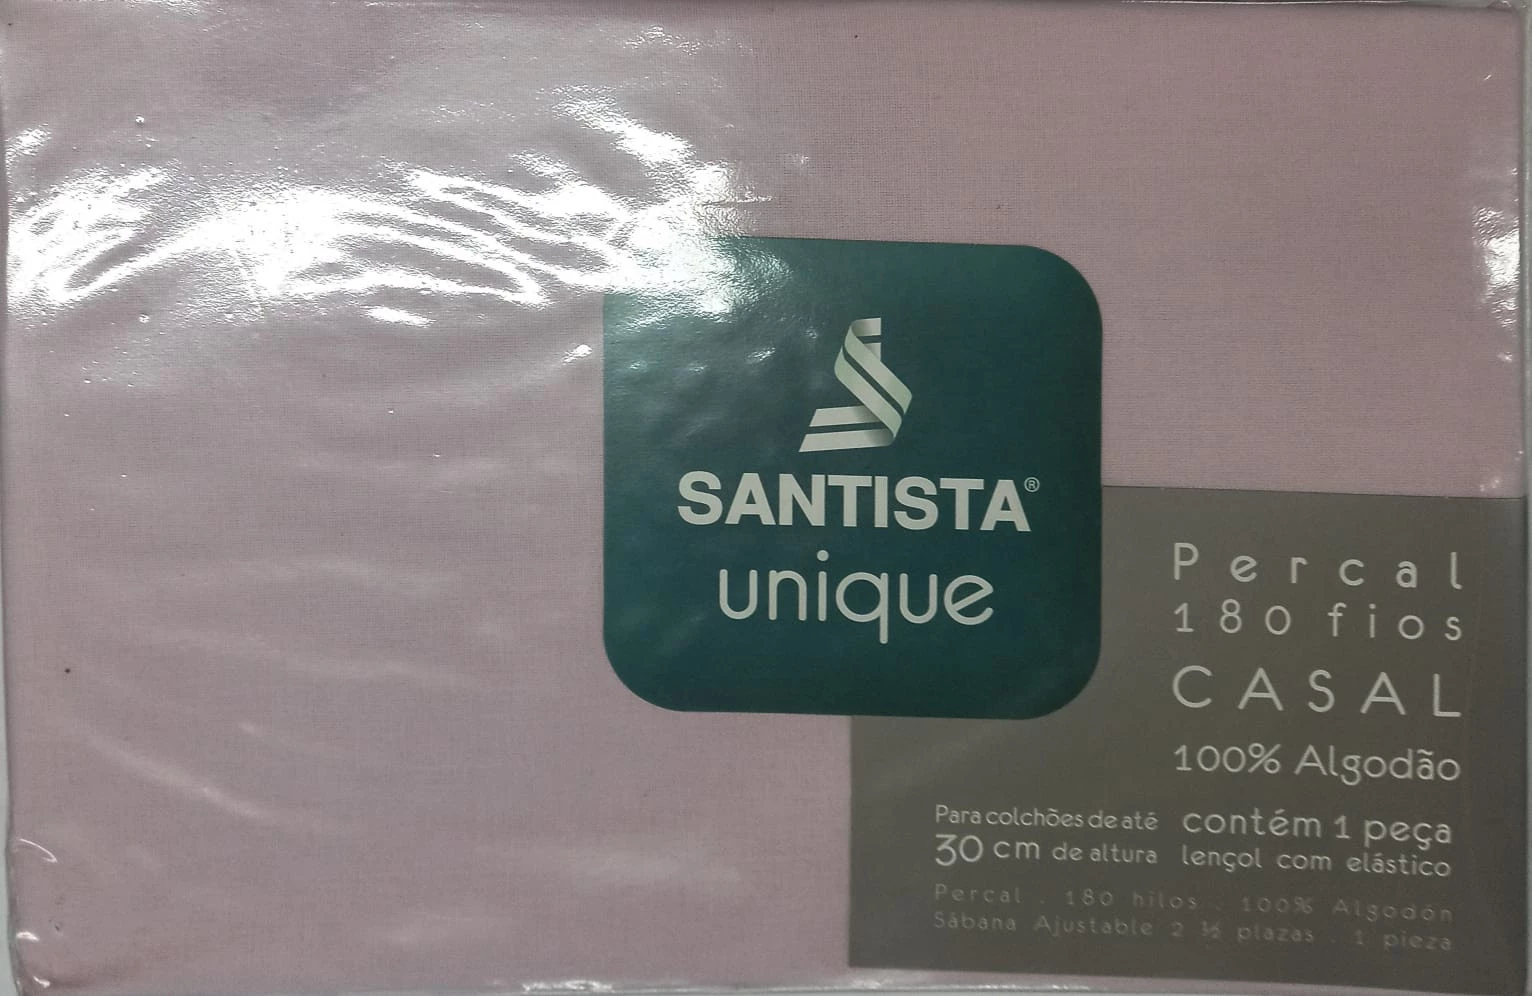 SANTISTA®
unique
Percal
180 fios
CASAL
100% Algodão
Para colchões de até
30 cm de altura
contém 1 peça
lençol com elástico
Percal . 180 hilos . 100% Algodón
Sábana Ajustable 2 ½ plazas . 1 pieza